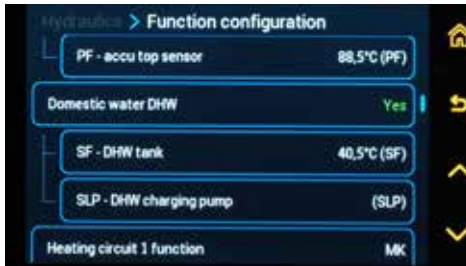 Hydraulics > Function configuration
PF - accu top sensor 88,5°C (PF)
Domestic water DHW Yes
SF - DHW tank 40,5°C (SF)
SLP - DHW charging pump (SLP)
Heating circuit 1 function MK